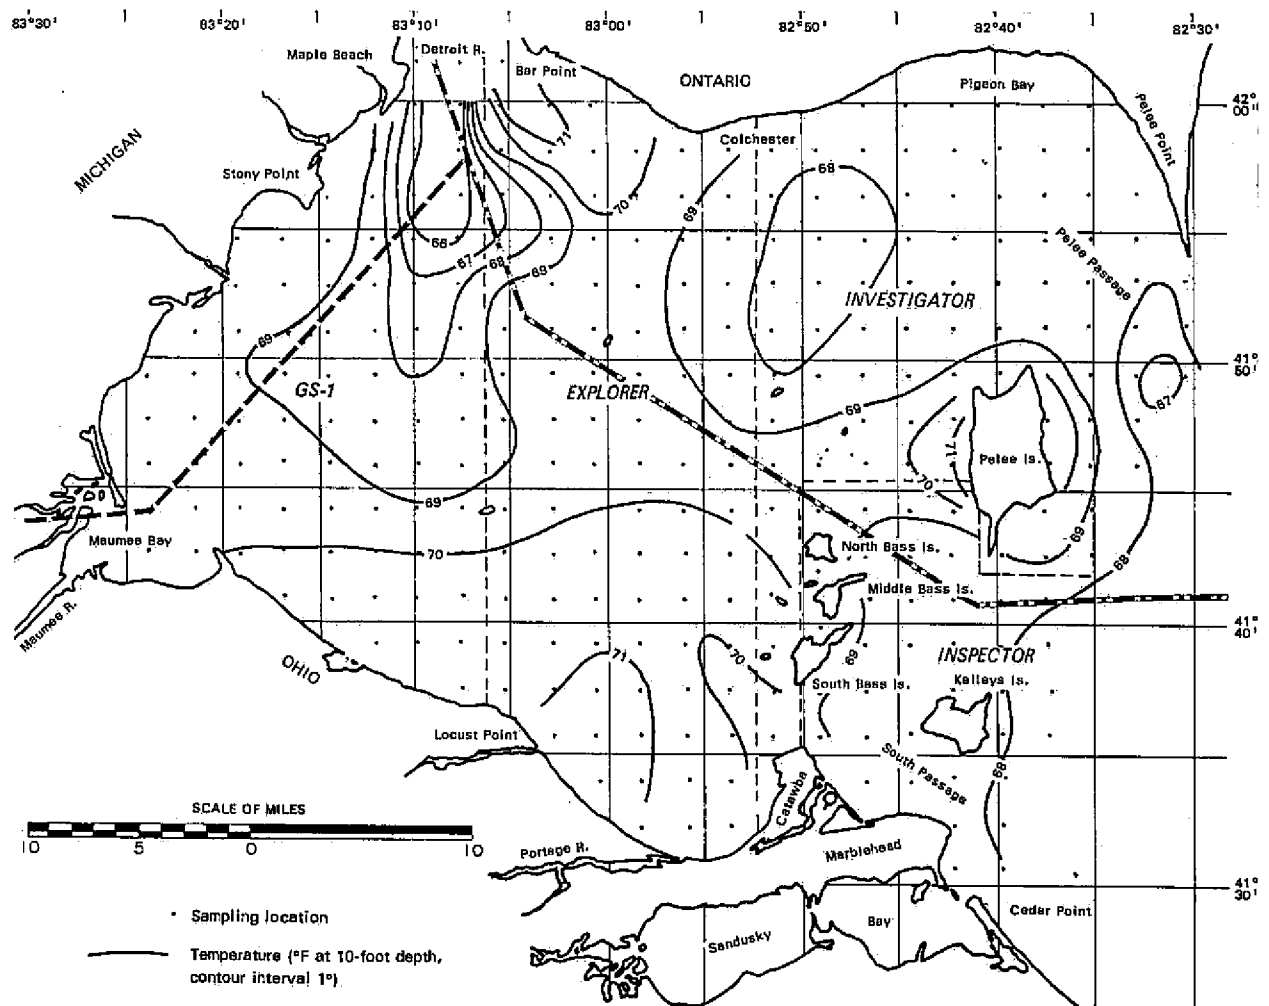 83°30' 83°20' 83°10' 83°00' 82°50' 82°40' 82°30'
Maple Beach
Detroit R.
Bar Point
ONTARIO
Pigeon Bay
42°
00'
Pelee Point
Colchester
MICHIGAN
Stony Point
71
68
69
70
66
67
68
69
Pelee Passage
INVESTIGATOR
69
GS-1
EXPLORER
69
41°
50'
67
71
Pelee Is.
70
69
Maumee Bay
70
North Bass Is.
69
68
Middle Bass Is.
Maumee R.
41°
40'
OHIO
71
70
69
INSPECTOR
South Bass Is.
Kelleys Is.
Locust Point
South Passage
68
SCALE OF MILES
10 5 0 10
Catawba
Portage R.
Marblehead
41°
30'
Sandusky
Bay
Cedar Point
Sampling location
Temperature (°F at 10-foot depth,
contour interval 1°)